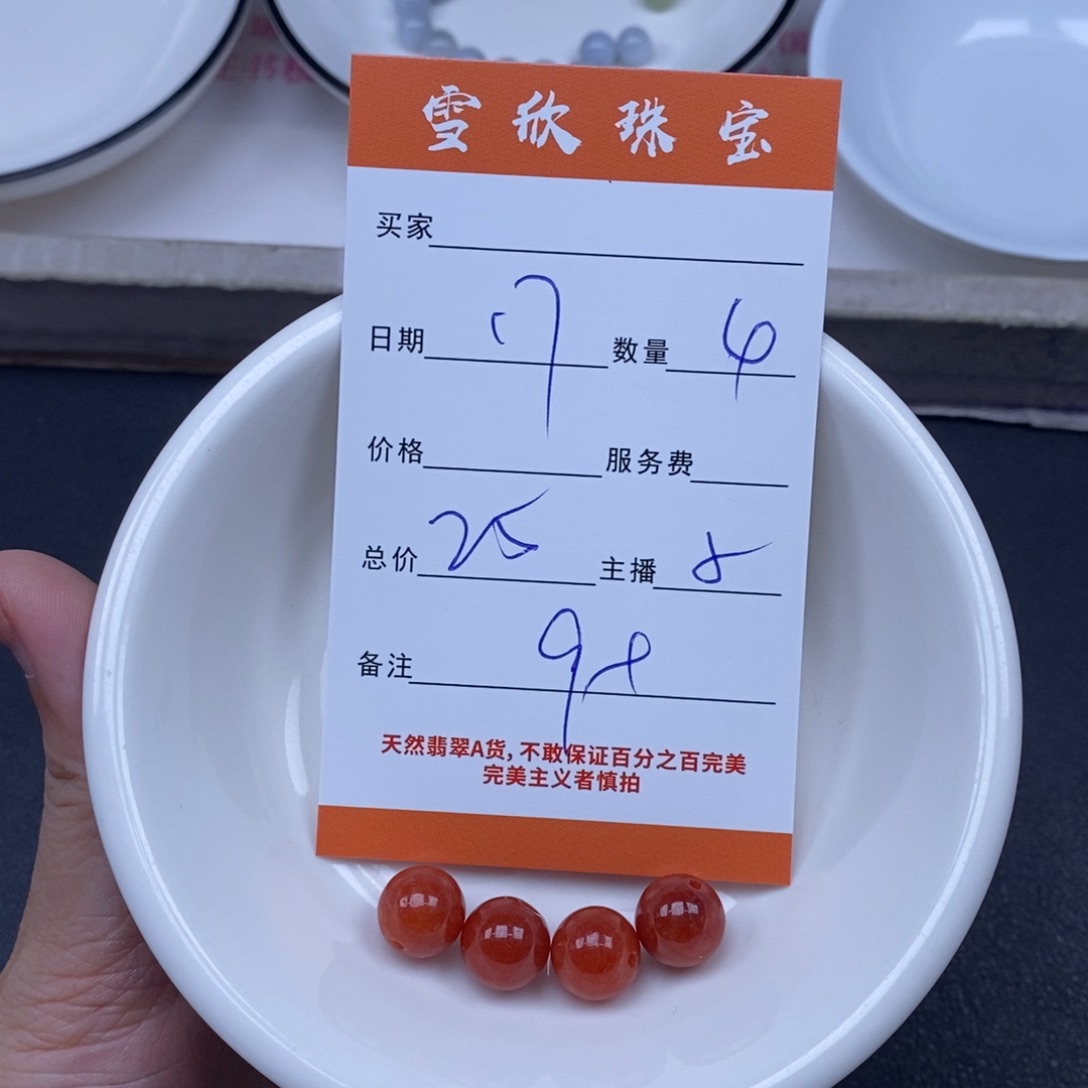 雪欣珠宝
买家
日期 17 数量 4
价格 服务费
总价 25 主播 8
备注
天然翡翠A货,不敢保证百分之百完美
完美主义者慎拍